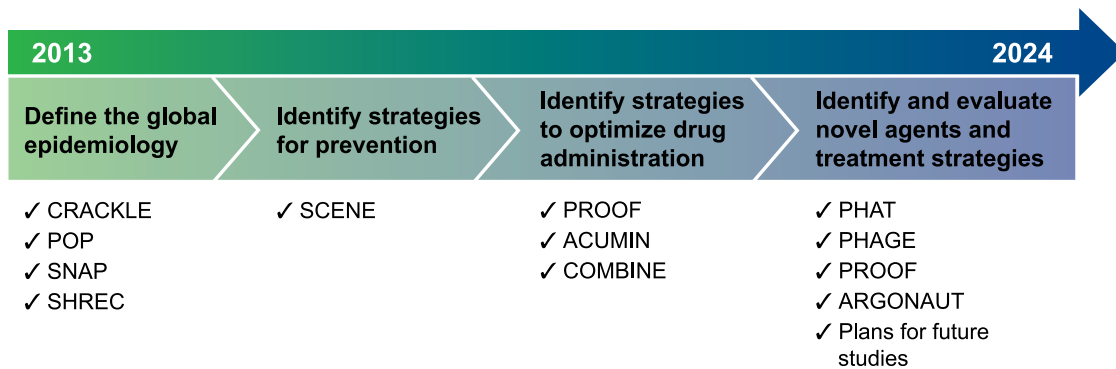 2013
2024
Define the global
epidemiology
Identify strategies
for prevention
Identify strategies
to optimize drug
administration
Identify and evaluate
novel agents and
treatment strategies
✓ CRACKLE
✓ POP
✓ SNAP
✓ SHREC
✓ SCENE
✓ PROOF
✓ ACUMIN
✓ COMBINE
✓ PHAT
✓ PHAGE
✓ PROOF
✓ ARGONAUT
✓ Plans for future
studies